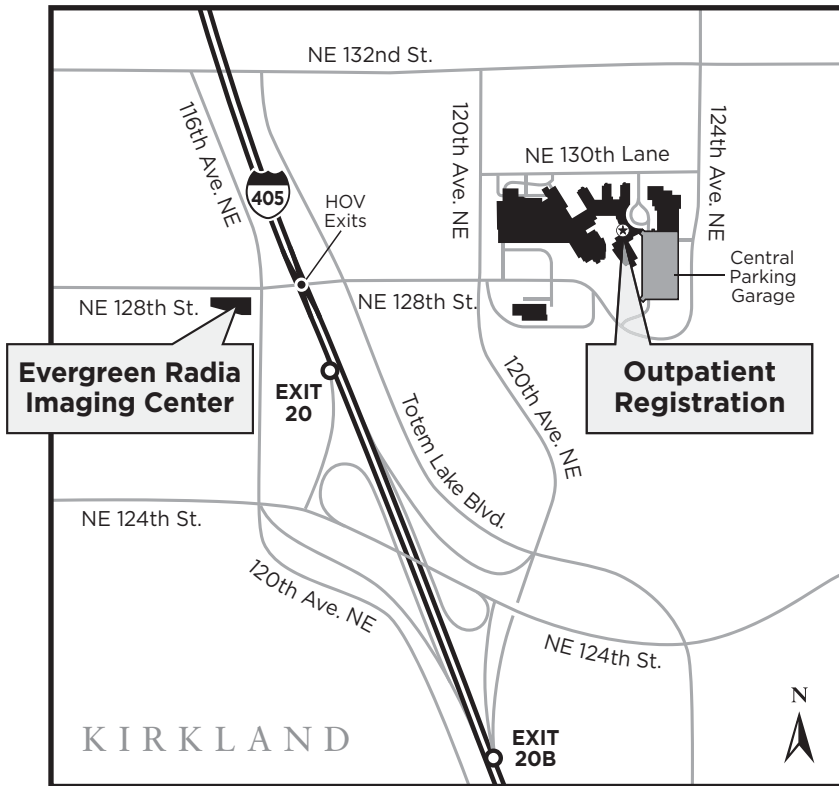 NE 132nd St.
116th Ave. NE
120th Ave. NE
124th Ave. NE
NE 130th Lane
405
HOV
Exits
Central
Parking
Garage
NE 128th St.
NE 128th St.
Evergreen Radia
Imaging Center
EXIT
20
Outpatient
Registration
120th Ave. NE
Totem Lake Blvd.
NE 124th St.
120th Ave. NE
NE 124th St.
KIRKLAND
EXIT
20B
N